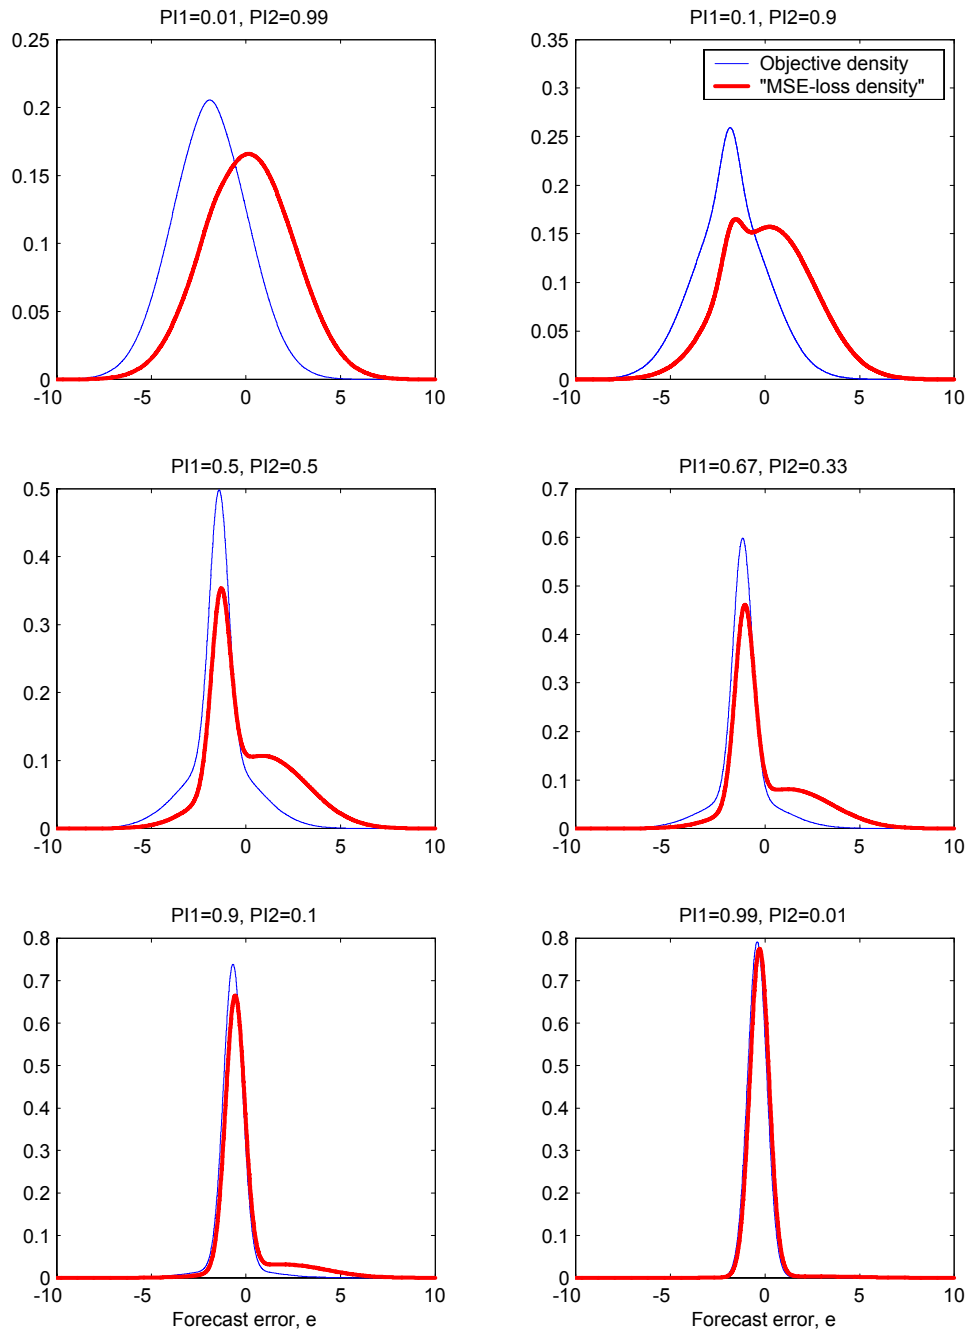 PI1=0.01, PI2=0.99
0.25
0.2
0.15
0.1
0.05
0
-10 -5 0 5 10
PI1=0.1, PI2=0.9
0.35
0.3
0.25
0.2
0.15
0.1
0.05
0
-10 -5 0 5 10
Objective density
"MSE-loss density"
PI1=0.5, PI2=0.5
0.5
0.4
0.3
0.2
0.1
0
-10 -5 0 5 10
PI1=0.67, PI2=0.33
0.7
0.6
0.5
0.4
0.3
0.2
0.1
0
-10 -5 0 5 10
PI1=0.9, PI2=0.1
0.8
0.7
0.6
0.5
0.4
0.3
0.2
0.1
0
-10 -5 0 5 10
Forecast error, e
PI1=0.99, PI2=0.01
0.8
0.7
0.6
0.5
0.4
0.3
0.2
0.1
0
-10 -5 0 5 10
Forecast error, e